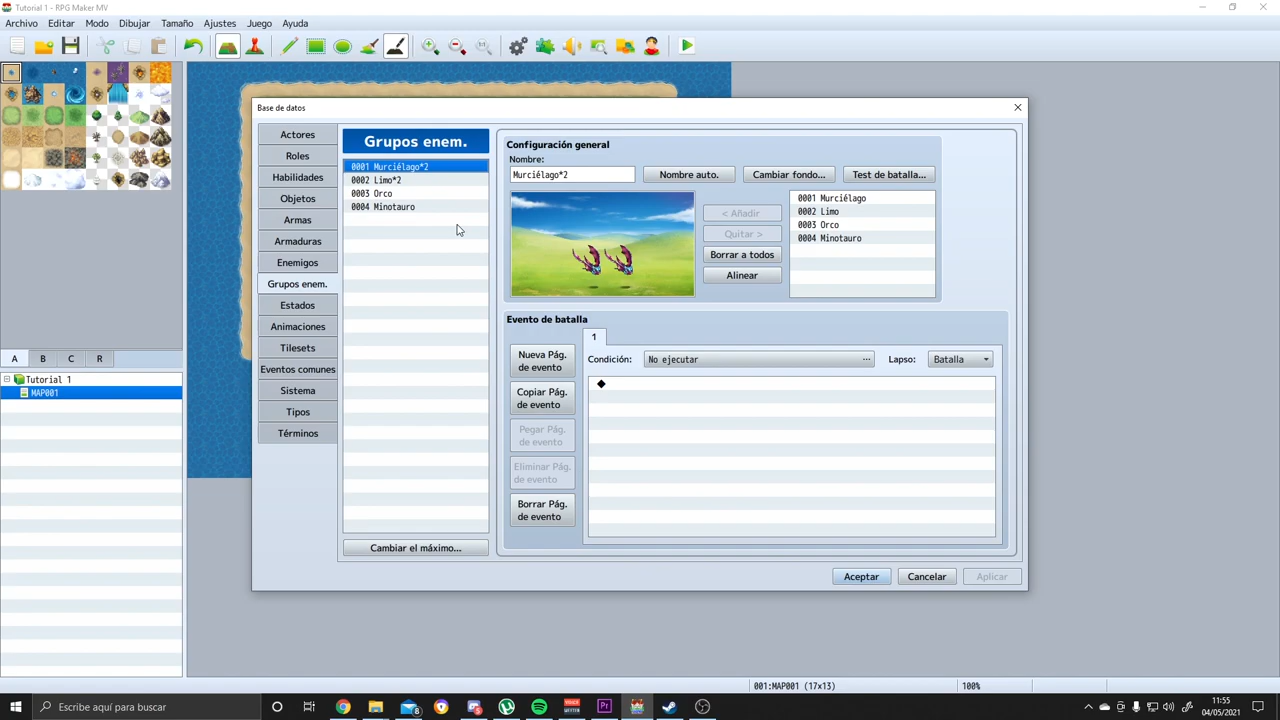 Tutorial 1 - RPG Maker MV
Archivo Editar Modo Dibujar Tamaño Ajustes Juego Ayuda
1:1
Base de datos
Actores
Roles
Habilidades
Objetos
Armas
Armaduras
Enemigos
Grupos enem.
Estados
Animaciones
Tilesets
Eventos comunes
Sistema
Tipos
Términos
Grupos enem.
0001 Murciélago*2
0002 Limo*2
0003 Orco
0004 Minotauro
Cambiar el máximo...
Configuración general
Nombre:
Murciélago*2
Nombre auto.
Cambiar fondo...
Test de batalla...
< Añadir
Quitar >
Borrar a todos
Alinear
0001 Murciélago
0002 Limo
0003 Orco
0004 Minotauro
Evento de batalla
1
Nueva Pág.
de evento
Copiar Pág.
de evento
Pegar Pág.
de evento
Eliminar Pág.
de evento
Borrar Pág.
de evento
Condición: No ejecutar ...
Lapso: Batalla
Aceptar Cancelar Aplicar
A B C R
Tutorial 1
MAP001
001:MAP001 (17×13) 100%
Escribe aquí para buscar
8
11:55
04/05/2021